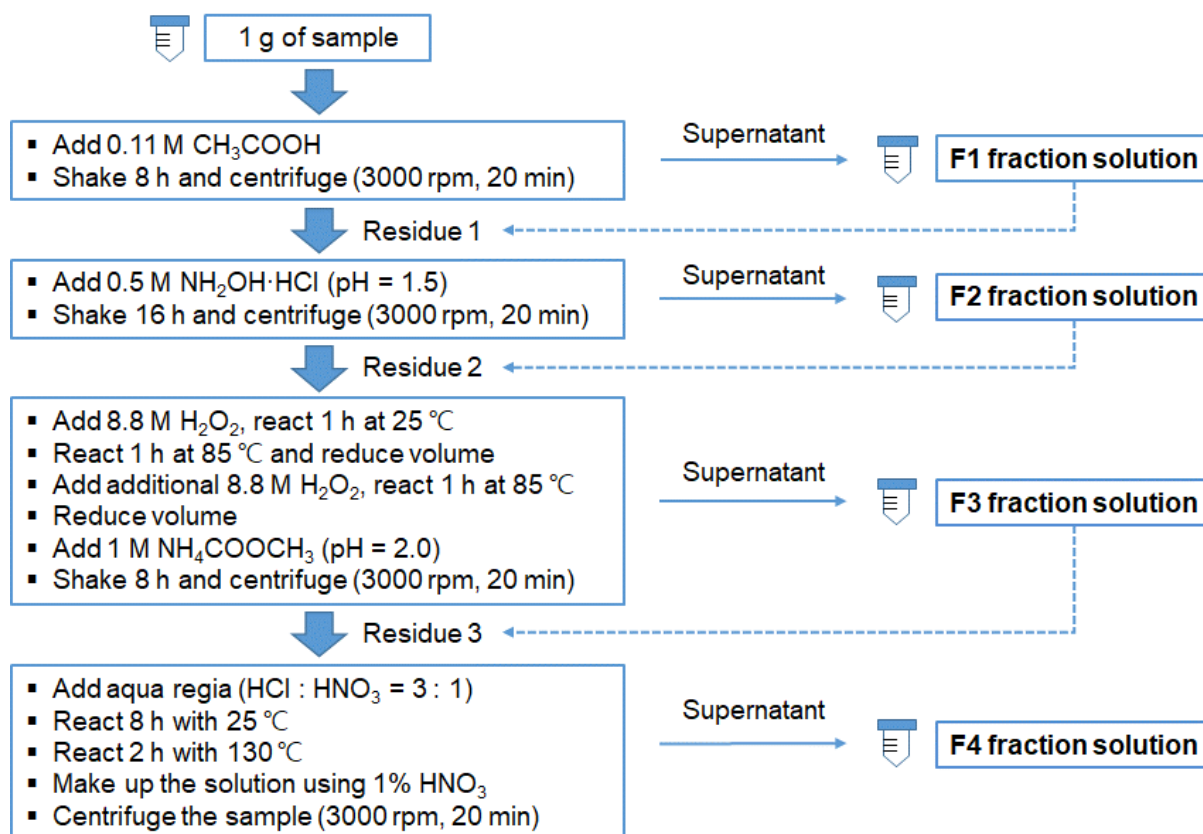 1 g of sample
▪ Add 0.11 M CH₃COOH
▪ Shake 8 h and centrifuge (3000 rpm, 20 min)
Supernatant
F1 fraction solution
Residue 1
▪ Add 0.5 M NH₂OH·HCl (pH = 1.5)
▪ Shake 16 h and centrifuge (3000 rpm, 20 min)
Supernatant
F2 fraction solution
Residue 2
▪ Add 8.8 M H₂O₂, react 1 h at 25 ℃
▪ React 1 h at 85 ℃ and reduce volume
▪ Add additional 8.8 M H₂O₂, react 1 h at 85 ℃
▪ Reduce volume
▪ Add 1 M NH₄COOCH₃ (pH = 2.0)
▪ Shake 8 h and centrifuge (3000 rpm, 20 min)
Supernatant
F3 fraction solution
Residue 3
▪ Add aqua regia (HCl : HNO₃ = 3 : 1)
▪ React 8 h with 25 ℃
▪ React 2 h with 130 ℃
▪ Make up the solution using 1% HNO₃
▪ Centrifuge the sample (3000 rpm, 20 min)
Supernatant
F4 fraction solution